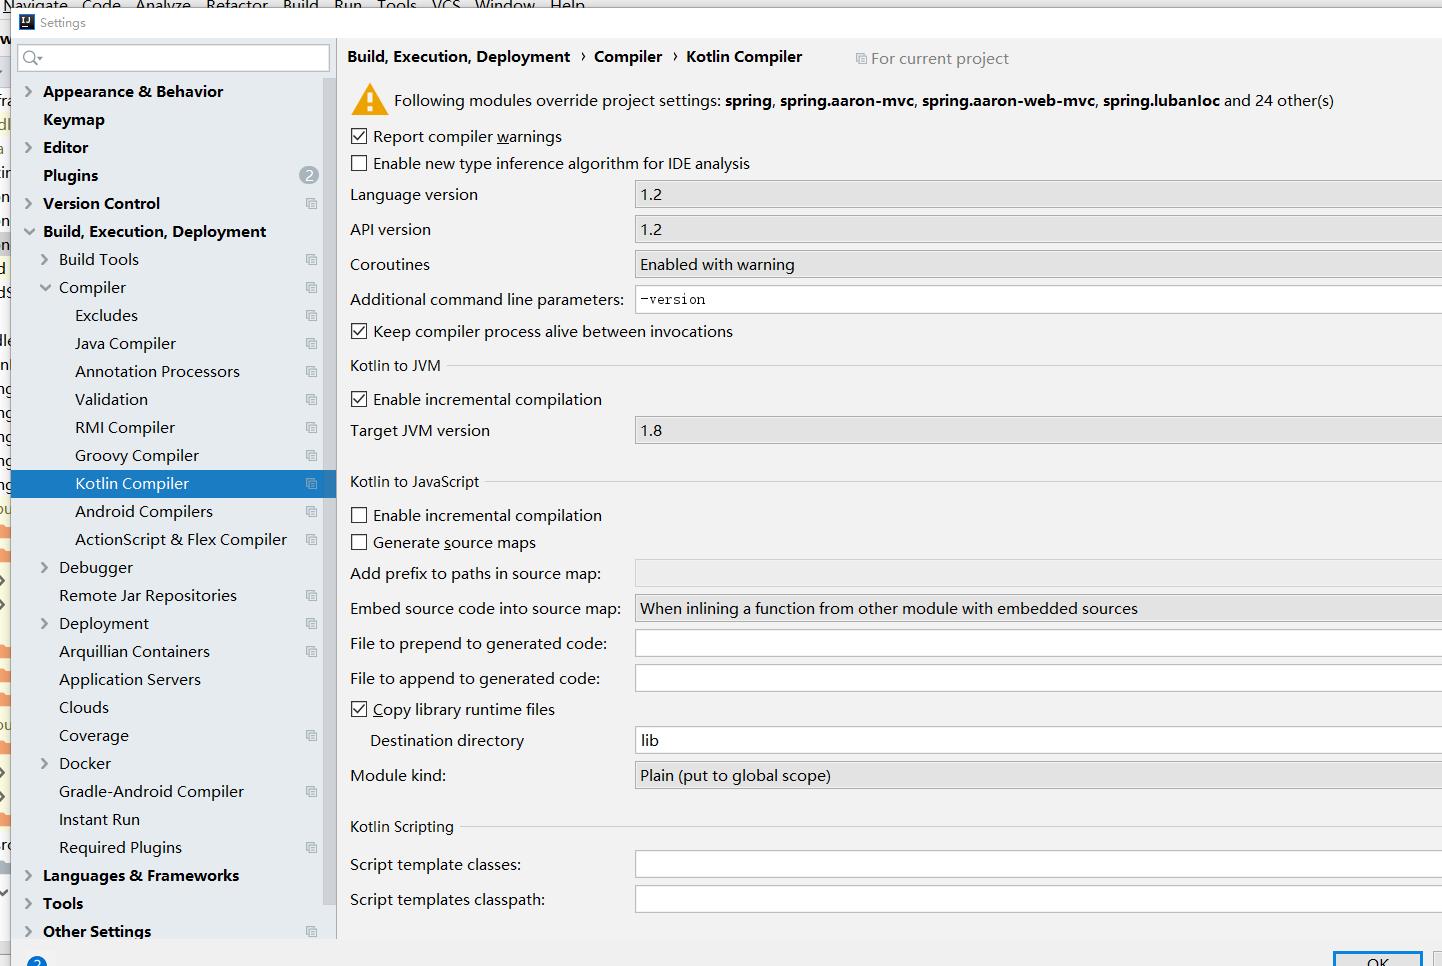 Navigate Code Analyze Refactor Build Run Tools VCS Window Help
Settings
Build, Execution, Deployment › Compiler › Kotlin Compiler For current project
Following modules override project settings: spring, spring.aaron-mvc, spring.aaron-web-mvc, spring.lubanIoc and 24 other(s)
Appearance & Behavior
Keymap
Editor
Plugins 2
Version Control
Build, Execution, Deployment
Build Tools
Compiler
Excludes
Java Compiler
Annotation Processors
Validation
RMI Compiler
Groovy Compiler
Kotlin Compiler
Android Compilers
ActionScript & Flex Compiler
Debugger
Remote Jar Repositories
Deployment
Arquillian Containers
Application Servers
Clouds
Coverage
Docker
Gradle-Android Compiler
Instant Run
Required Plugins
Languages & Frameworks
Tools
Other Settings
Report compiler warnings
Enable new type inference algorithm for IDE analysis
Language version 1.2
API version 1.2
Coroutines Enabled with warning
Additional command line parameters: -version
Keep compiler process alive between invocations
Kotlin to JVM
Enable incremental compilation
Target JVM version 1.8
Kotlin to JavaScript
Enable incremental compilation
Generate source maps
Add prefix to paths in source map:
Embed source code into source map: When inlining a function from other module with embedded sources
File to prepend to generated code:
File to append to generated code:
Copy library runtime files
Destination directory lib
Module kind: Plain (put to global scope)
Kotlin Scripting
Script template classes:
Script templates classpath:
?
OK